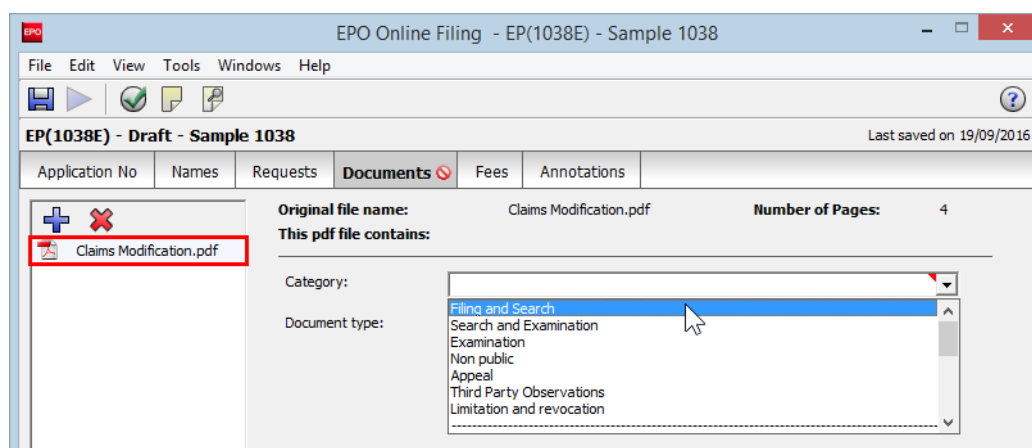 EPO
EPO Online Filing - EP(1038E) - Sample 1038
File Edit View Tools Windows Help
EP(1038E) - Draft - Sample 1038 Last saved on 19/09/2016
Application No Names Requests Documents Fees Annotations
Original file name: Claims Modification.pdf Number of Pages: 4
This pdf file contains:
Claims Modification.pdf
Category:
Filing and Search
Document type:
Search and Examination
Examination
Non public
Appeal
Third Party Observations
Limitation and revocation